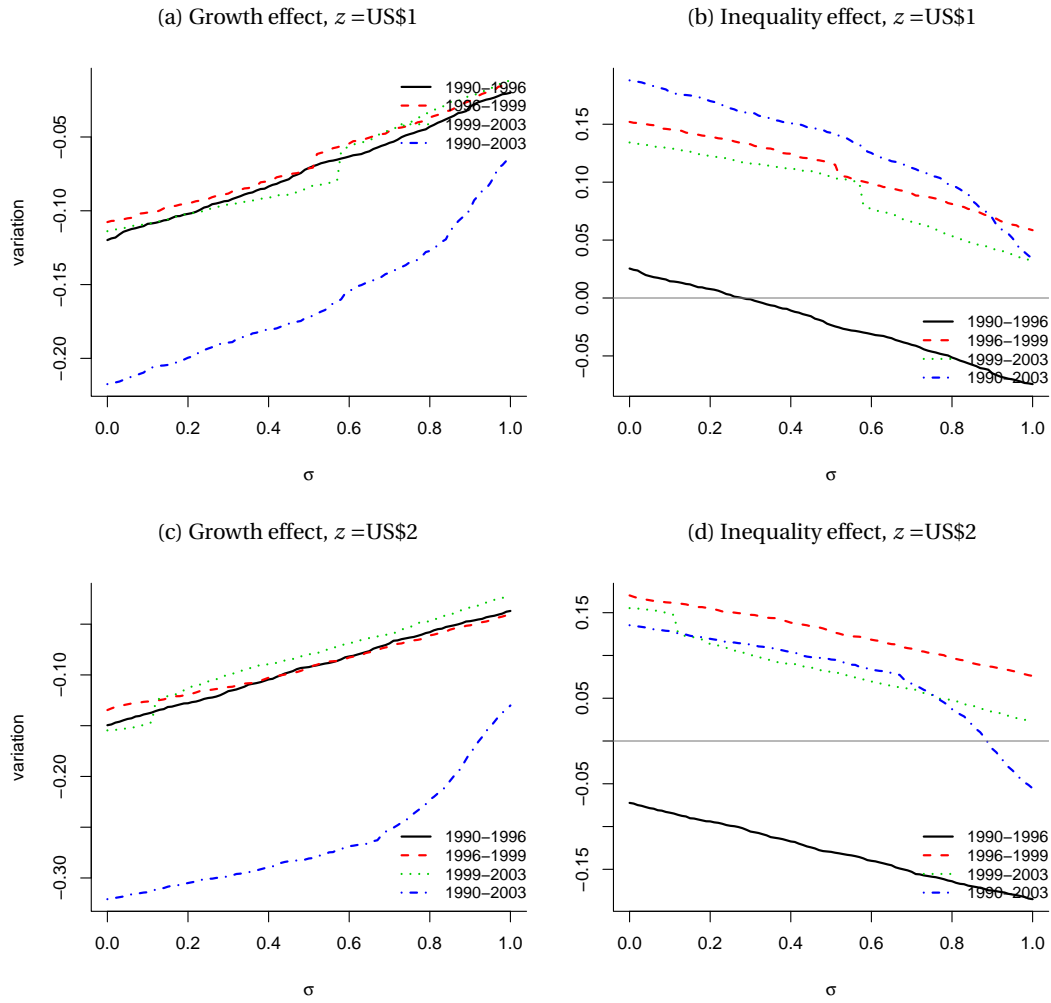 (a) Growth effect, z =US$1
variation
−0.05
−0.10
−0.15
−0.20
1990−1996
1996−1999
1999−2003
1990−2003
0.0 0.2 0.4 0.6 0.8 1.0
σ
(b) Inequality effect, z =US$1
0.15
0.10
0.05
0.00
−0.05
1990−1996
1996−1999
1999−2003
1990−2003
0.0 0.2 0.4 0.6 0.8 1.0
σ
(c) Growth effect, z =US$2
variation
−0.10
−0.20
−0.30
1990−1996
1996−1999
1999−2003
1990−2003
0.0 0.2 0.4 0.6 0.8 1.0
σ
(d) Inequality effect, z =US$2
0.15
0.05
−0.05
−0.15
1990−1996
1996−1999
1999−2003
1990−2003
0.0 0.2 0.4 0.6 0.8 1.0
σ